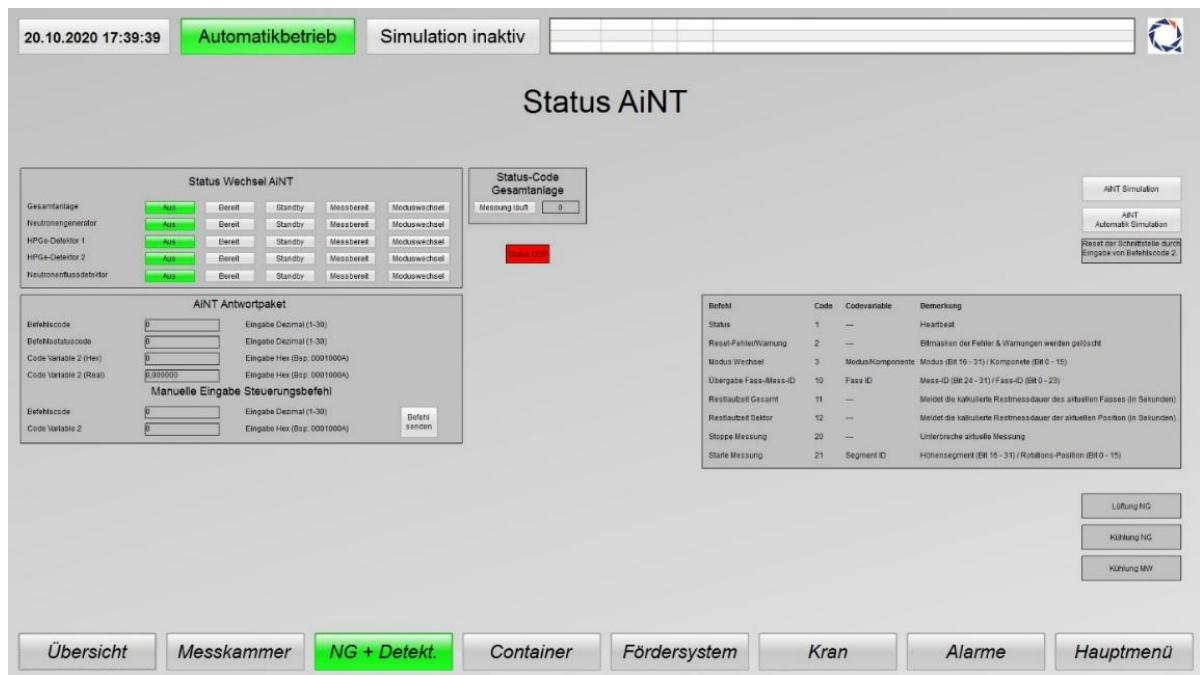 20.10.2020 17:39:39 Automatikbetrieb Simulation inaktiv
Status AiNT
Status Wechsel AiNT
Gesamtanlage Aus Bereit Standby Messbereit Moduswechsel
Neutronengenerator Aus Bereit Standby Messbereit Moduswechsel
HPGe-Detektor 1 Aus Bereit Standby Messbereit Moduswechsel
HPGe-Detektor 2 Aus Bereit Standby Messbereit Moduswechsel
Neutronenflussdetektor Aus Bereit Standby Messbereit Moduswechsel
Status-Code
Gesamtanlage
Messung läuft 0
Status UDP
AiNT Simulation
AiNT
Automatik Simulation
Reset der Schnittstelle durch
Eingabe von Befehlscode 2
AiNT Antwortpaket
Befehlscode 0 Eingabe Dezimal (1-30)
Befehlsstatuscode 0 Eingabe Dezimal (1-30)
Code Variable 2 (Hex) 0 Eingabe Hex (Bsp: 0001000A)
Code Variable 2 (Real) 0,000000 Eingabe Hex (Bsp: 0001000A)
Manuelle Eingabe Steuerungsbefehl
Befehlscode 0 Eingabe Dezimal (1-30)
Code Variable 2 0 Eingabe Hex (Bsp: 0001000A)
Befehl
senden
Befehl Code Codevariable Bemerkung
Status 1 --- Heartbeat
Reset-Fehler/Warnung 2 --- Bitmasken der Fehler & Warnungen werden gelöscht
Modus Wechsel 3 Modus/Komponente Modus (Bit 16 - 31) / Komponete (Bit 0 - 15)
Übergabe Fass-/Mess-ID 10 Fass ID Mess-ID (Bit 24 - 31) / Fass-ID (Bit 0 - 23)
Restlaufzeit Gesamt 11 --- Meldet die kalkulierte Restmessdauer des aktuellen Fasses (in Sekunden)
Restlaufzeit Sektor 12 --- Meldet die kalkulierte Restmessdauer der aktuellen Position (in Sekunden)
Stoppe Messung 20 --- Unterbreche aktuelle Messung
Starte Messung 21 Segment ID Höhensegment (Bit 16 - 31) / Rotations-Position (Bit 0 - 15)
Lüftung NG
Kühlung NG
Kühlung MW
Übersicht Messkammer NG + Detekt. Container Fördersystem Kran Alarme Hauptmenü